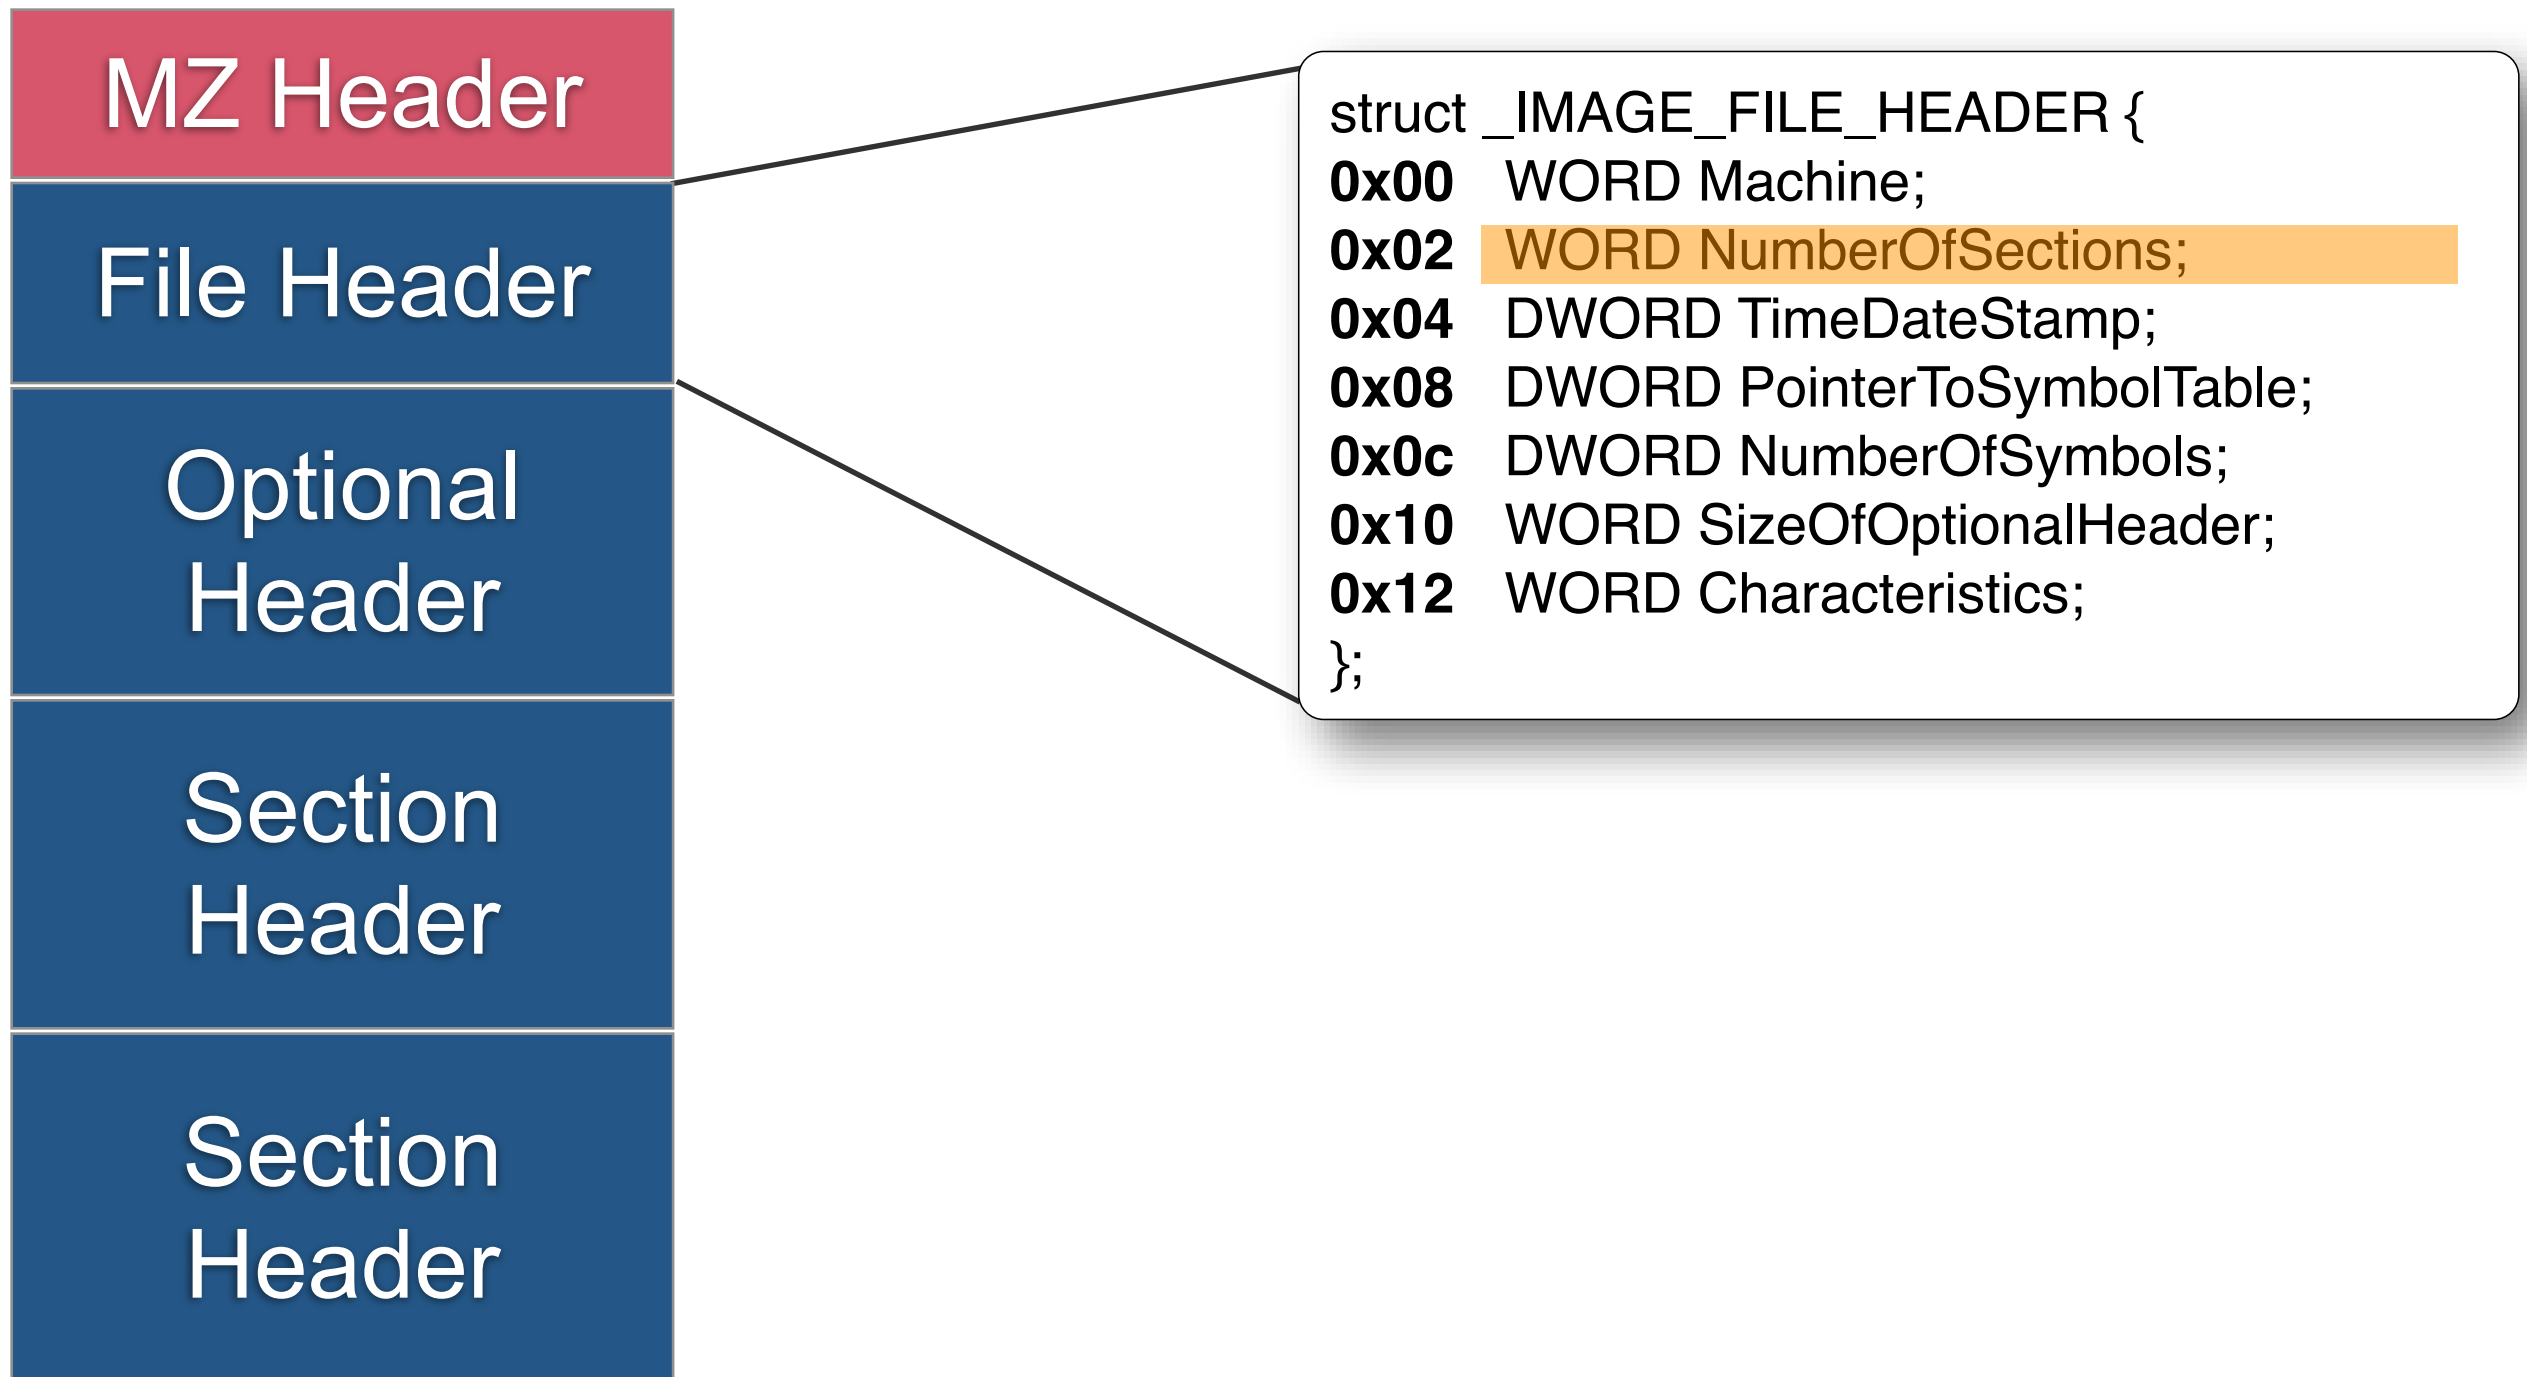 MZ Header
File Header
Optional
Header
Section
Header
Section
Header
struct _IMAGE_FILE_HEADER {
0x00 WORD Machine;
0x02 WORD NumberOfSections;
0x04 DWORD TimeDateStamp;
0x08 DWORD PointerToSymbolTable;
0x0c DWORD NumberOfSymbols;
0x10 WORD SizeOfOptionalHeader;
0x12 WORD Characteristics;
};